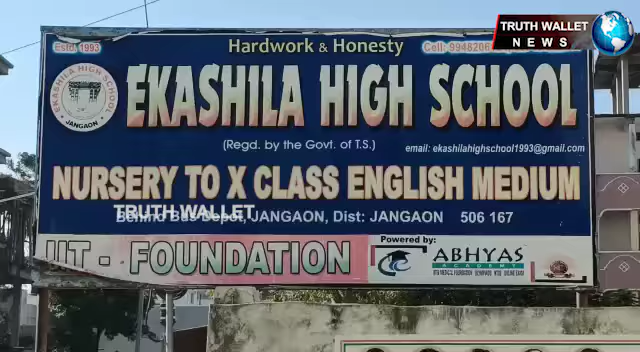 TRUTH WALLET
NEWS
Estd. 1993
Hardwork & Honesty
EKASHILA HIGH SCHOOL
JANGAON
EKASHILA HIGH SCHOOL
(Regd. by the Govt. of T.S.)
email: ekashilahighschool1993@gmail.com
NURSERY TO X CLASS ENGLISH MEDIUM
TRUTH WALLET
Behind Bus Depot, JANGAON, Dist: JANGAON 506 167
IIT - FOUNDATION
Powered by:
ABHYAS
ACADEMY